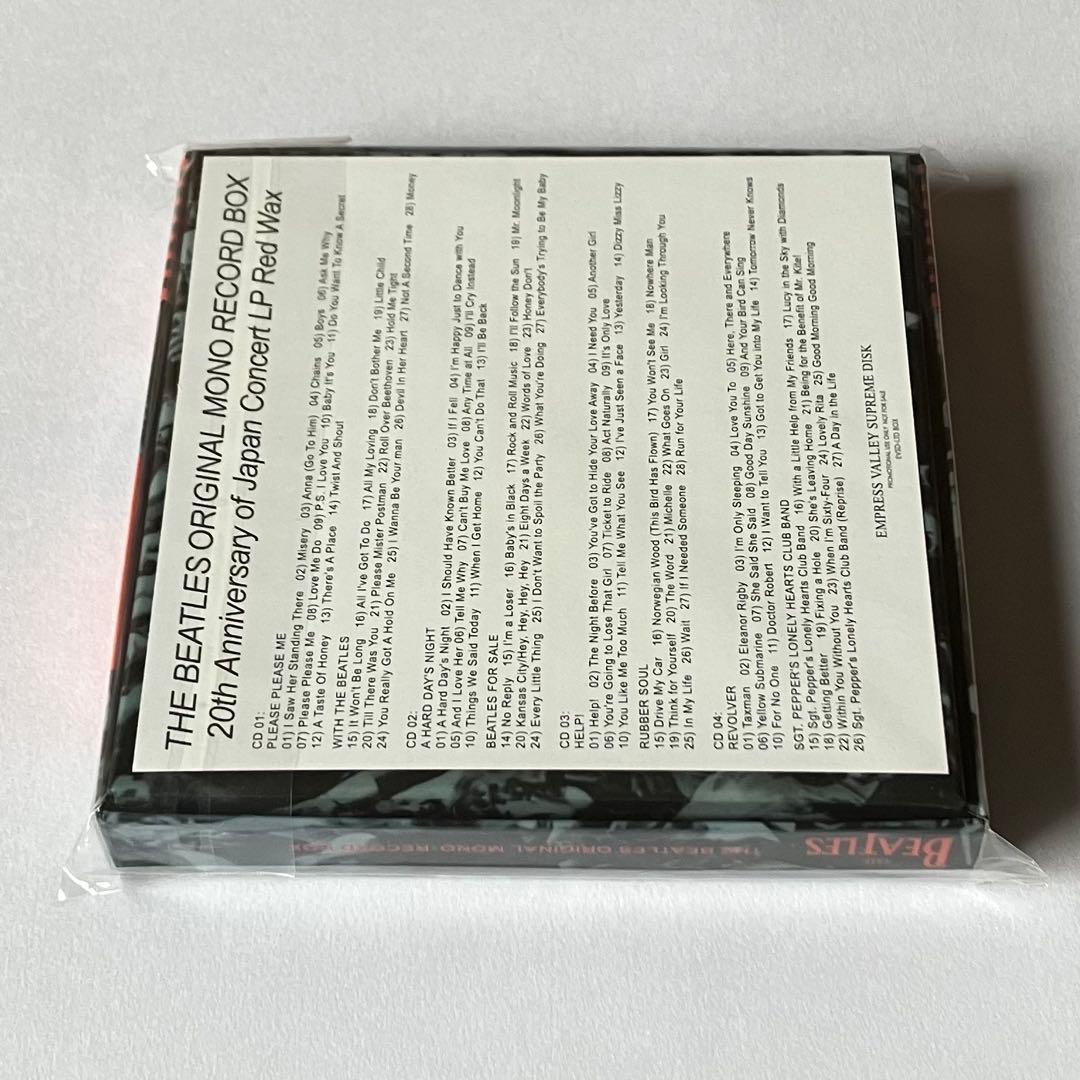 THE BEATLES ORIGINAL MONO RECORD BOX
20th Anniversary of Japan Concert LP Red Wax
CD 01:
PLEASE PLEASE ME
01) I Saw Her Standing There 02) Misery 03) Anna (Go To Him) 04) Chains 05) Boys 06) Ask Me Why
07) Please Please Me 08) Love Me Do 09) P.S. I Love You 10) Baby It's You 11) Do You Want To Know A Secret
12) A Taste Of Honey 13) There's A Place 14) Twist And Shout
WITH THE BEATLES
15) It Won't Be Long 16) All I've Got To Do 17) All My Loving 18) Don't Bother Me 19) Little Child
20) Till There Was You 21) Please Mister Postman 22) Roll Over Beethoven 23) Hold Me Tight
24) You Really Got A Hold On Me 25) I Wanna Be Your man 26) Devil In Her Heart 27) Not A Second Time 28) Money
CD 02:
A HARD DAY'S NIGHT
01) A Hard Day's Night 02) I Should Have Known Better 03) If I Fell 04) I'm Happy Just to Dance with You
05) And I Love Her 06) Tell Me Why 07) Can't Buy Me Love 08) Any Time at All 09) I'll Cry Instead
10) Things We Said Today 11) When I Get Home 12) You Can't Do That 13) I'll Be Back
BEATLES FOR SALE
14) No Reply 15) I'm a Loser 16) Baby's in Black 17) Rock and Roll Music 18) I'll Follow the Sun 19) Mr. Moonlight
20) Kansas City/Hey, Hey, Hey, Hey 21) Eight Days a Week 22) Words of Love 23) Honey Don't
24) Every Little Thing 25) I Don't Want to Spoil the Party 26) What You're Doing 27) Everybody's Trying to Be My Baby
CD 03:
HELP!
01) Help! 02) The Night Before 03) You've Got to Hide Your Love Away 04) I Need You 05) Another Girl
06) You're Going to Lose That Girl 07) Ticket to Ride 08) Act Naturally 09) It's Only Love
10) You Like Me Too Much 11) Tell Me What You See 12) I've Just Seen a Face 13) Yesterday 14) Dizzy Miss Lizzy
RUBBER SOUL
15) Drive My Car 16) Norwegian Wood (This Bird Has Flown) 17) You Won't See Me 18) Nowhere Man
19) Think for Yourself 20) The Word 21) Michelle 22) What Goes On 23) Girl 24) I'm Looking Through You
25) In My Life 26) Wait 27) If I Needed Someone 28) Run for Your Life
CD 04:
REVOLVER
01) Taxman 02) Eleanor Rigby 03) I'm Only Sleeping 04) Love You To 05) Here, There and Everywhere
06) Yellow Submarine 07) She Said She Said 08) Good Day Sunshine 09) And Your Bird Can Sing
10) For No One 11) Doctor Robert 12) I Want to Tell You 13) Got to Get You into My Life 14) Tomorrow Never Knows
SGT. PEPPER'S LONELY HEARTS CLUB BAND
15) Sgt. Pepper's Lonely Hearts Club Band 16) With a Little Help from My Friends 17) Lucy in the Sky with Diamonds
18) Getting Better 19) Fixing a Hole 20) She's Leaving Home 21) Being for the Benefit of Mr. Kite!
22) Within You Without You 23) When I'm Sixty-Four 24) Lovely Rita 25) Good Morning Good Morning
26) Sgt. Pepper's Lonely Hearts Club Band (Reprise) 27) A Day in the Life
EMPRESS VALLEY SUPREME DISK
PROMOTIONAL USE ONLY NOT FOR SALE
EVSD-LTD BOX
THE BEATLES THE BEATLES ORIGINAL MONO RECORD BOX